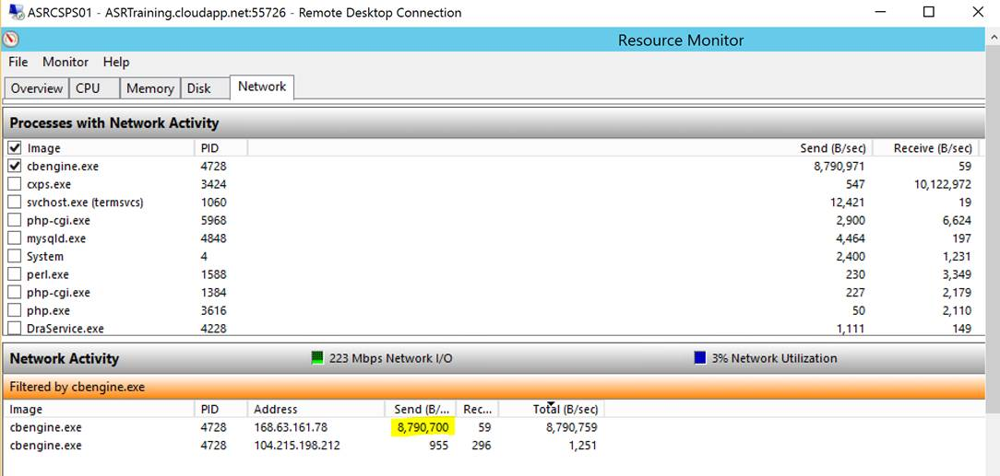 ASRCSPS01 - ASRTraining.cloudapp.net:55726 - Remote Desktop Connection
Resource Monitor
File Monitor Help
Overview CPU Memory Disk Network
Processes with Network Activity
Image PID Send (B/sec) Receive (B/sec)
cbengine.exe 4728 8,790,971 59
cxps.exe 3424 547 10,122,972
svchost.exe (termsvcs) 1060 12,421 19
php-cgi.exe 5968 2,900 6,624
mysqld.exe 4848 4,464 197
System 4 2,400 1,231
perl.exe 1588 230 3,349
php-cgi.exe 1384 227 2,179
php.exe 3616 50 2,110
DraService.exe 4228 1,111 149
Network Activity 223 Mbps Network I/O 3% Network Utilization
Filtered by cbengine.exe
Image PID Address Send (B/... Rec... Total (B/sec)
cbengine.exe 4728 168.63.161.78 8,790,700 59 8,790,759
cbengine.exe 4728 104.215.198.212 955 296 1,251